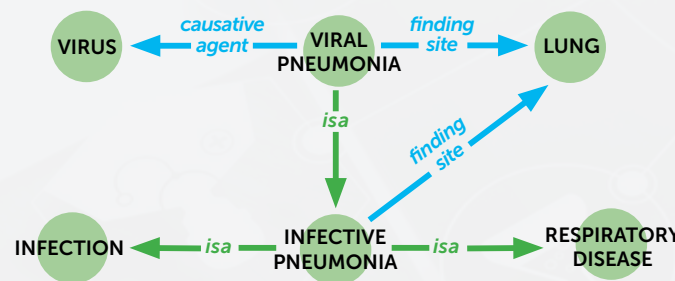 causative
agent
finding
site
VIRUS
VIRAL
PNEUMONIA
LUNG
isa
finding
site
INFECTION
isa
INFECTIVE
PNEUMONIA
isa
RESPIRATORY
DISEASE